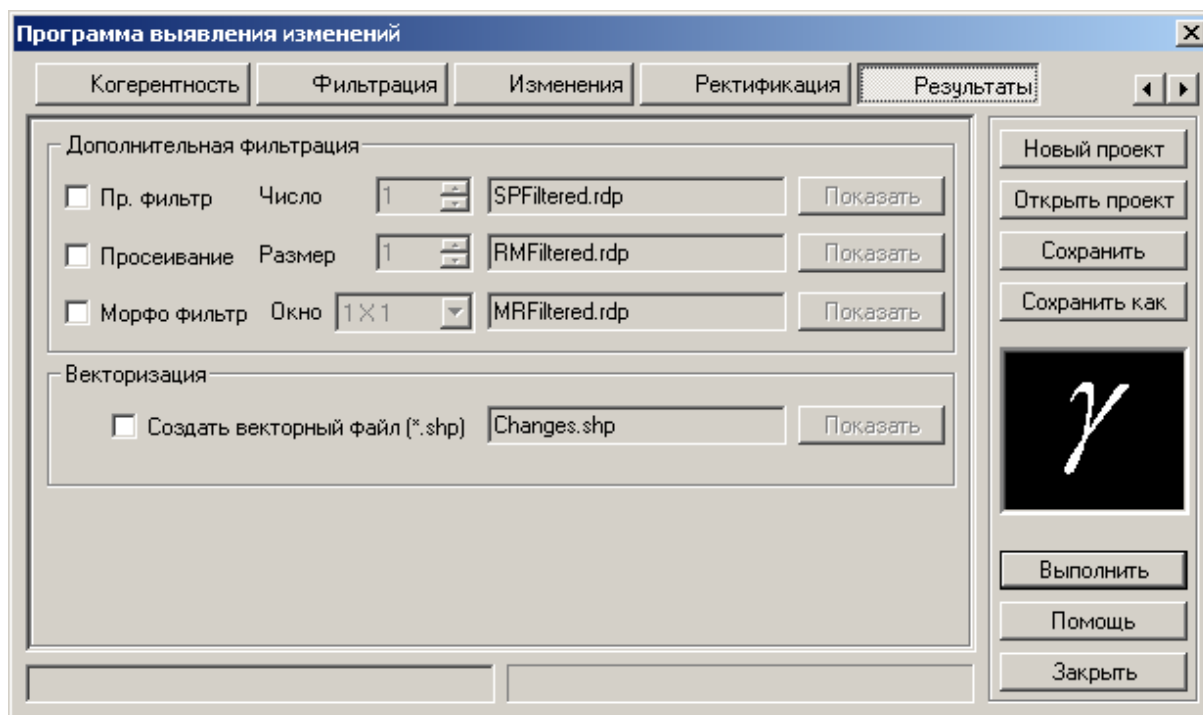 Программа выявления изменений
Когерентность Фильтрация Изменения Ректификация Результаты
Дополнительная фильтрация
Пр. фильтр Число 1 SPFiltered.rdp Показать
Просеивание Размер 1 RMFiltered.rdp Показать
Морфо фильтр Окно 1 X 1 MRFiltered.rdp Показать
Векторизация
Создать векторный файл (*.shp) Changes.shp Показать
Новый проект
Открыть проект
Сохранить
Сохранить как
γ
Выполнить
Помощь
Закрыть